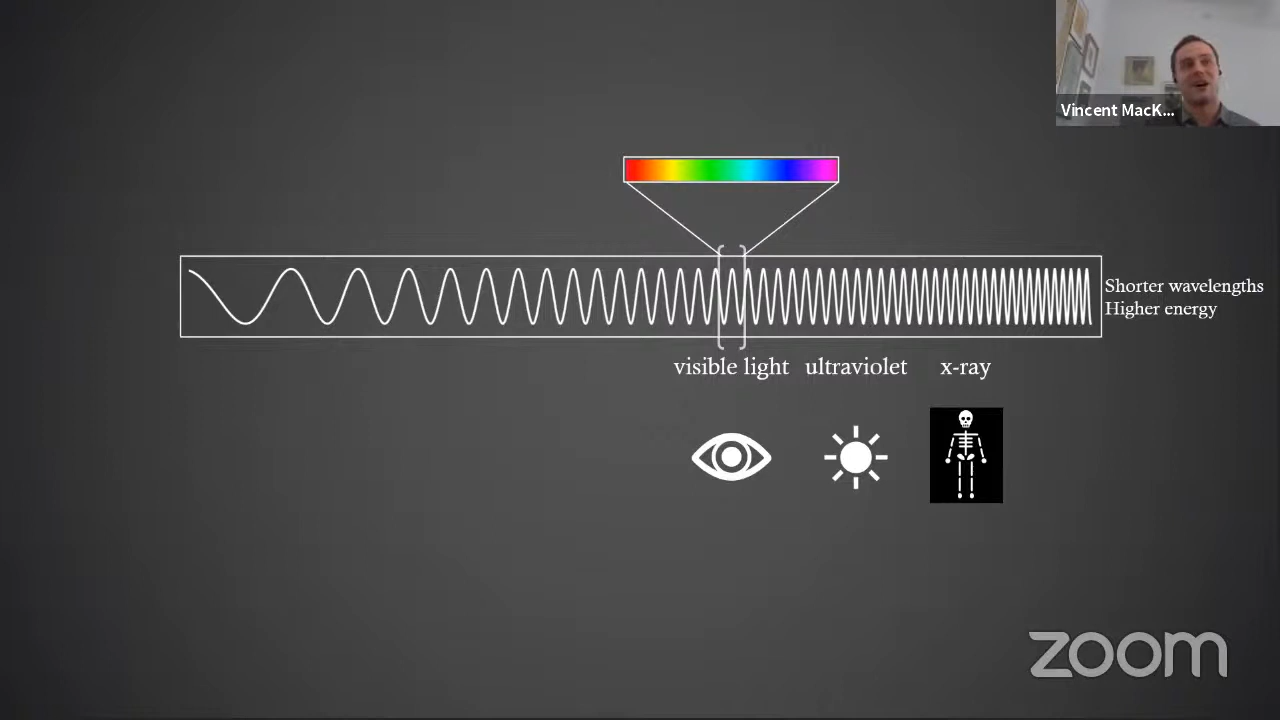 Vincent MacK...
Shorter wavelengths
Higher energy
visible light ultraviolet x-ray
zoom